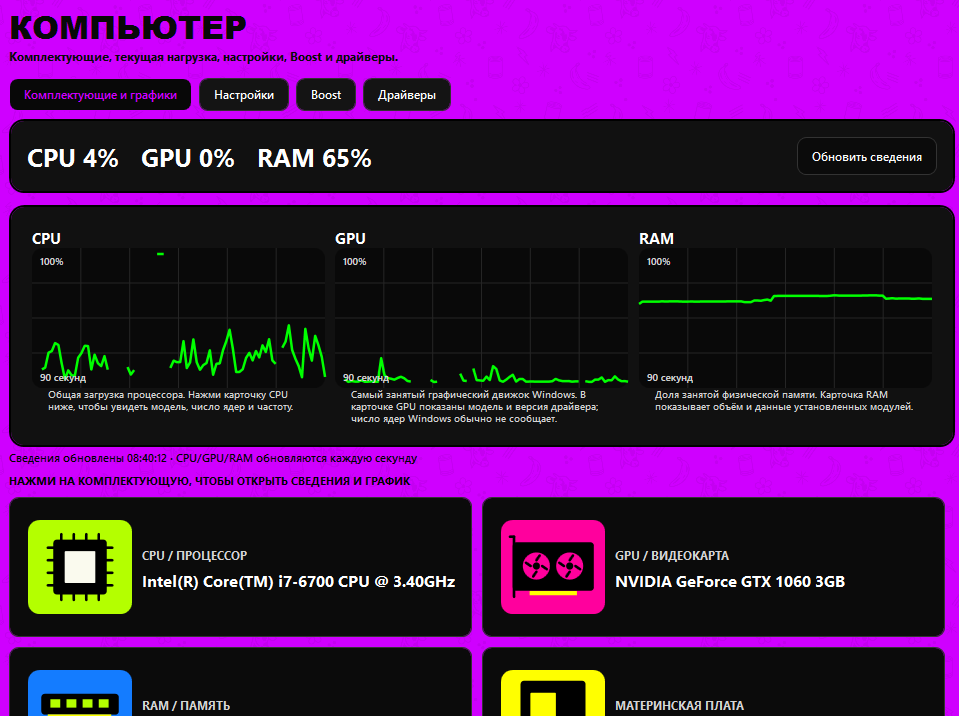 КОМПЬЮТЕР
Комплектующие, текущая нагрузка, настройки, Boost и драйверы.
Комплектующие и графики
Настройки
Boost
Драйверы
CPU 4% GPU 0% RAM 65%
Обновить сведения
CPU
100%
90 секунд
Общая загрузка процессора. Нажми карточку CPU
ниже, чтобы увидеть модель, число ядер и частоту.
GPU
100%
90 секунд
Самый занятый графический движок Windows. В
карточке GPU показаны модель и версия драйвера;
число ядер Windows обычно не сообщает.
RAM
100%
90 секунд
Доля занятой физической памяти. Карточка RAM
показывает объём и данные установленных модулей.
Сведения обновлены 08:40:12 · CPU/GPU/RAM обновляются каждую секунду
НАЖМИ НА КОМПЛЕКТУЮЩУЮ, ЧТОБЫ ОТКРЫТЬ СВЕДЕНИЯ И ГРАФИК
CPU / ПРОЦЕССОР
Intel(R) Core(TM) i7-6700 CPU @ 3.40GHz
GPU / ВИДЕОКАРТА
NVIDIA GeForce GTX 1060 3GB
RAM / ПАМЯТЬ
МАТЕРИНСКАЯ ПЛАТА